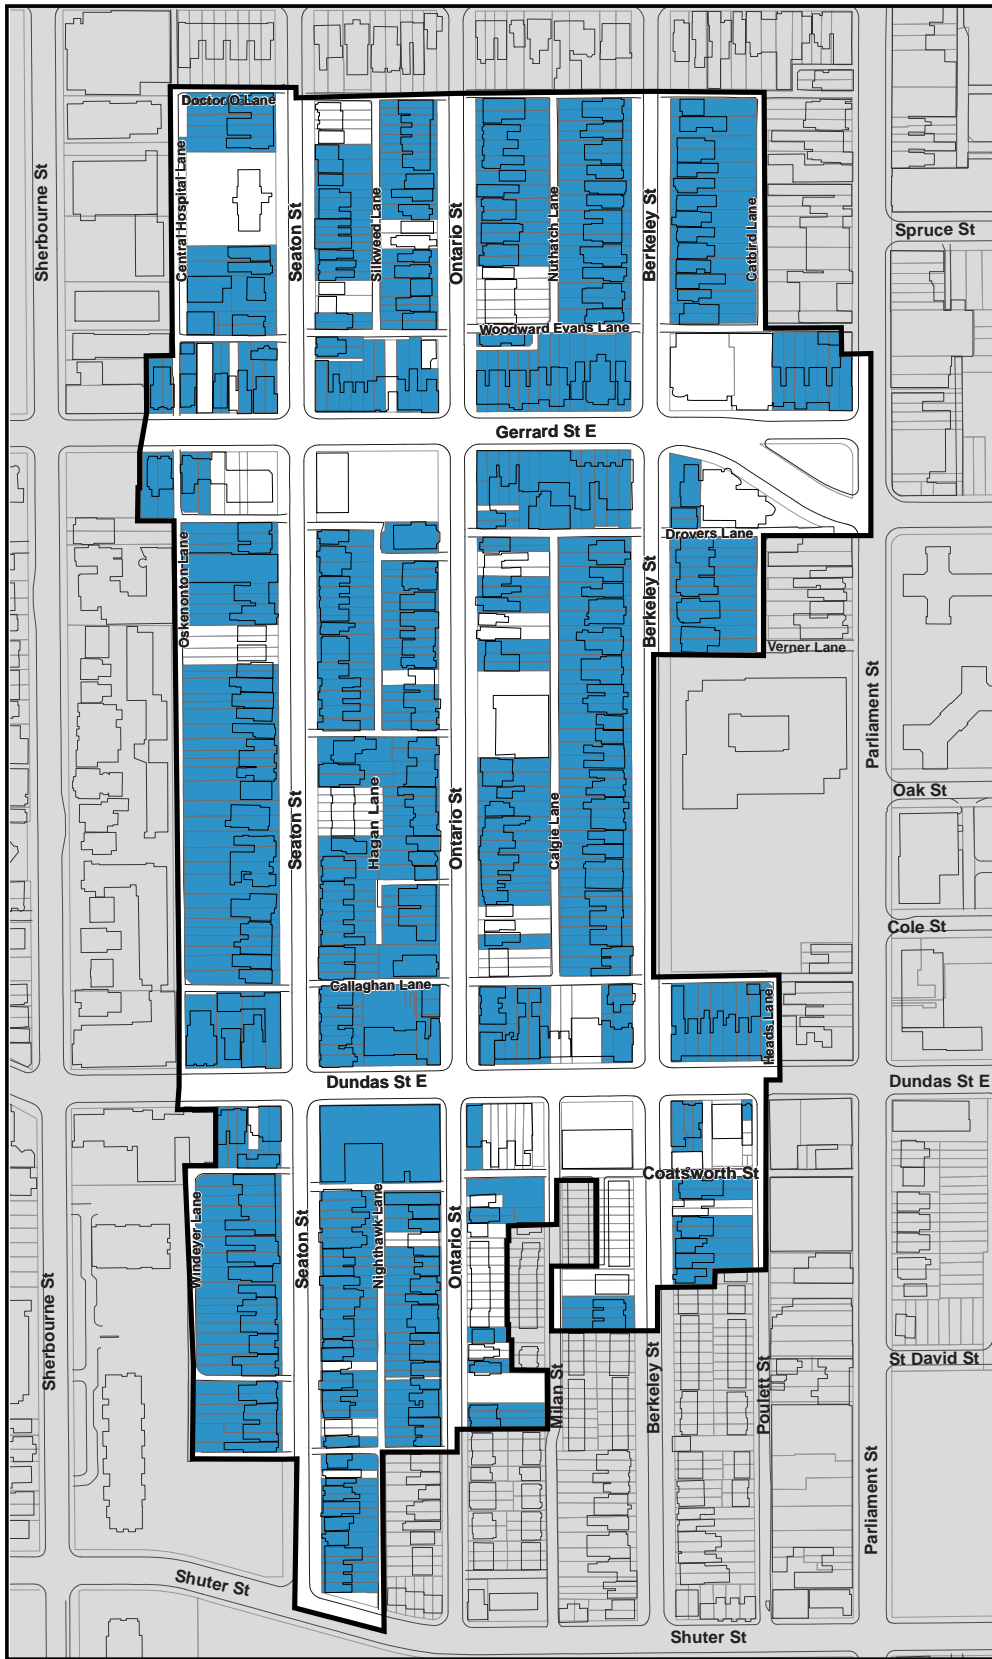 Doctor O Lane
Central Hospital Lane
Sherbourne St
Seaton St
Silkweed Lane
Ontario St
Nuthatch Lane
Berkeley St
Catbird Lane
Spruce St
Woodward Evans Lane
Gerrard St E
Drovers Lane
Oskenonton Lane
Berkeley St
Verner Lane
Parliament St
Oak St
Seaton St
Hagan Lane
Ontario St
Calgie Lane
Cole St
Callaghan Lane
Heads Lane
Dundas St E
Dundas St E
Coatsworth St
Windeyer Lane
Seaton St
Nighthawk Lane
Ontario St
Sherbourne St
St David St
Milan St
Berkeley St
Poulett St
Parliament St
Shuter St
Shuter St